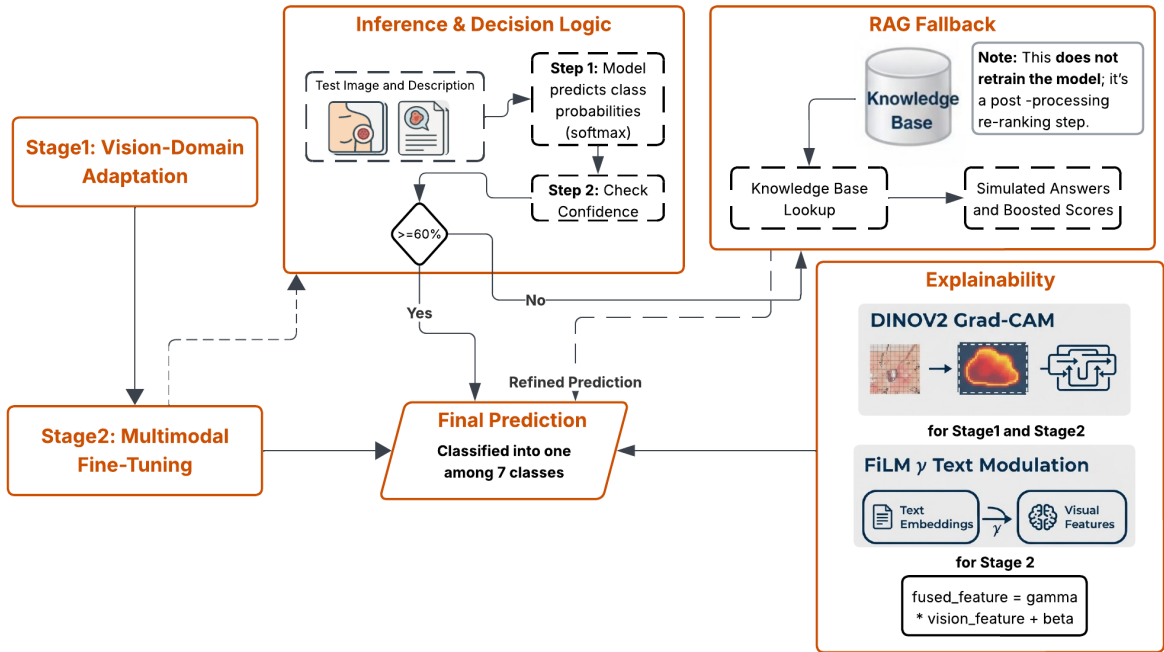 Inference & Decision Logic
Test Image and Description
Step 1: Model
predicts class
probabilities
(softmax)
Step 2: Check
Confidence
>=60%
Yes
No
RAG Fallback
Knowledge
Base
Note: This does not
retrain the model; it's
a post -processing
re-ranking step.
Knowledge Base
Lookup
Simulated Answers
and Boosted Scores
Stage1: Vision-Domain
Adaptation
Stage2: Multimodal
Fine-Tuning
Refined Prediction
Final Prediction
Classified into one
among 7 classes
Explainability
DINOV2 Grad-CAM
for Stage1 and Stage2
FiLM γ Text Modulation
Text
Embeddings
γ
Visual
Features
for Stage 2
fused_feature = gamma
* vision_feature + beta